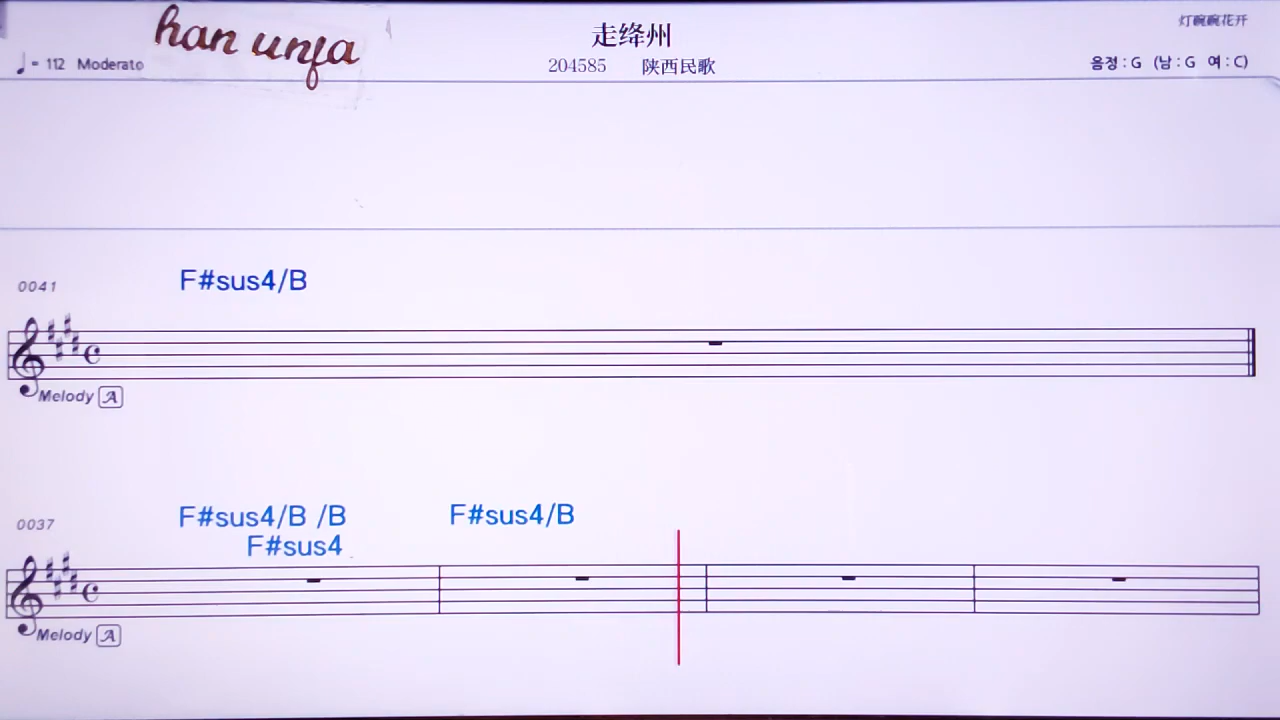 han unfa
走绛州
灯碗碗花开
♩= 112 Moderato
204585 陕西民歌
음정 : G (남 : G 여 : C)
0041
F#sus4/B
Melody A
0037
F#sus4/B /B
F#sus4/B
F#sus4
Melody A